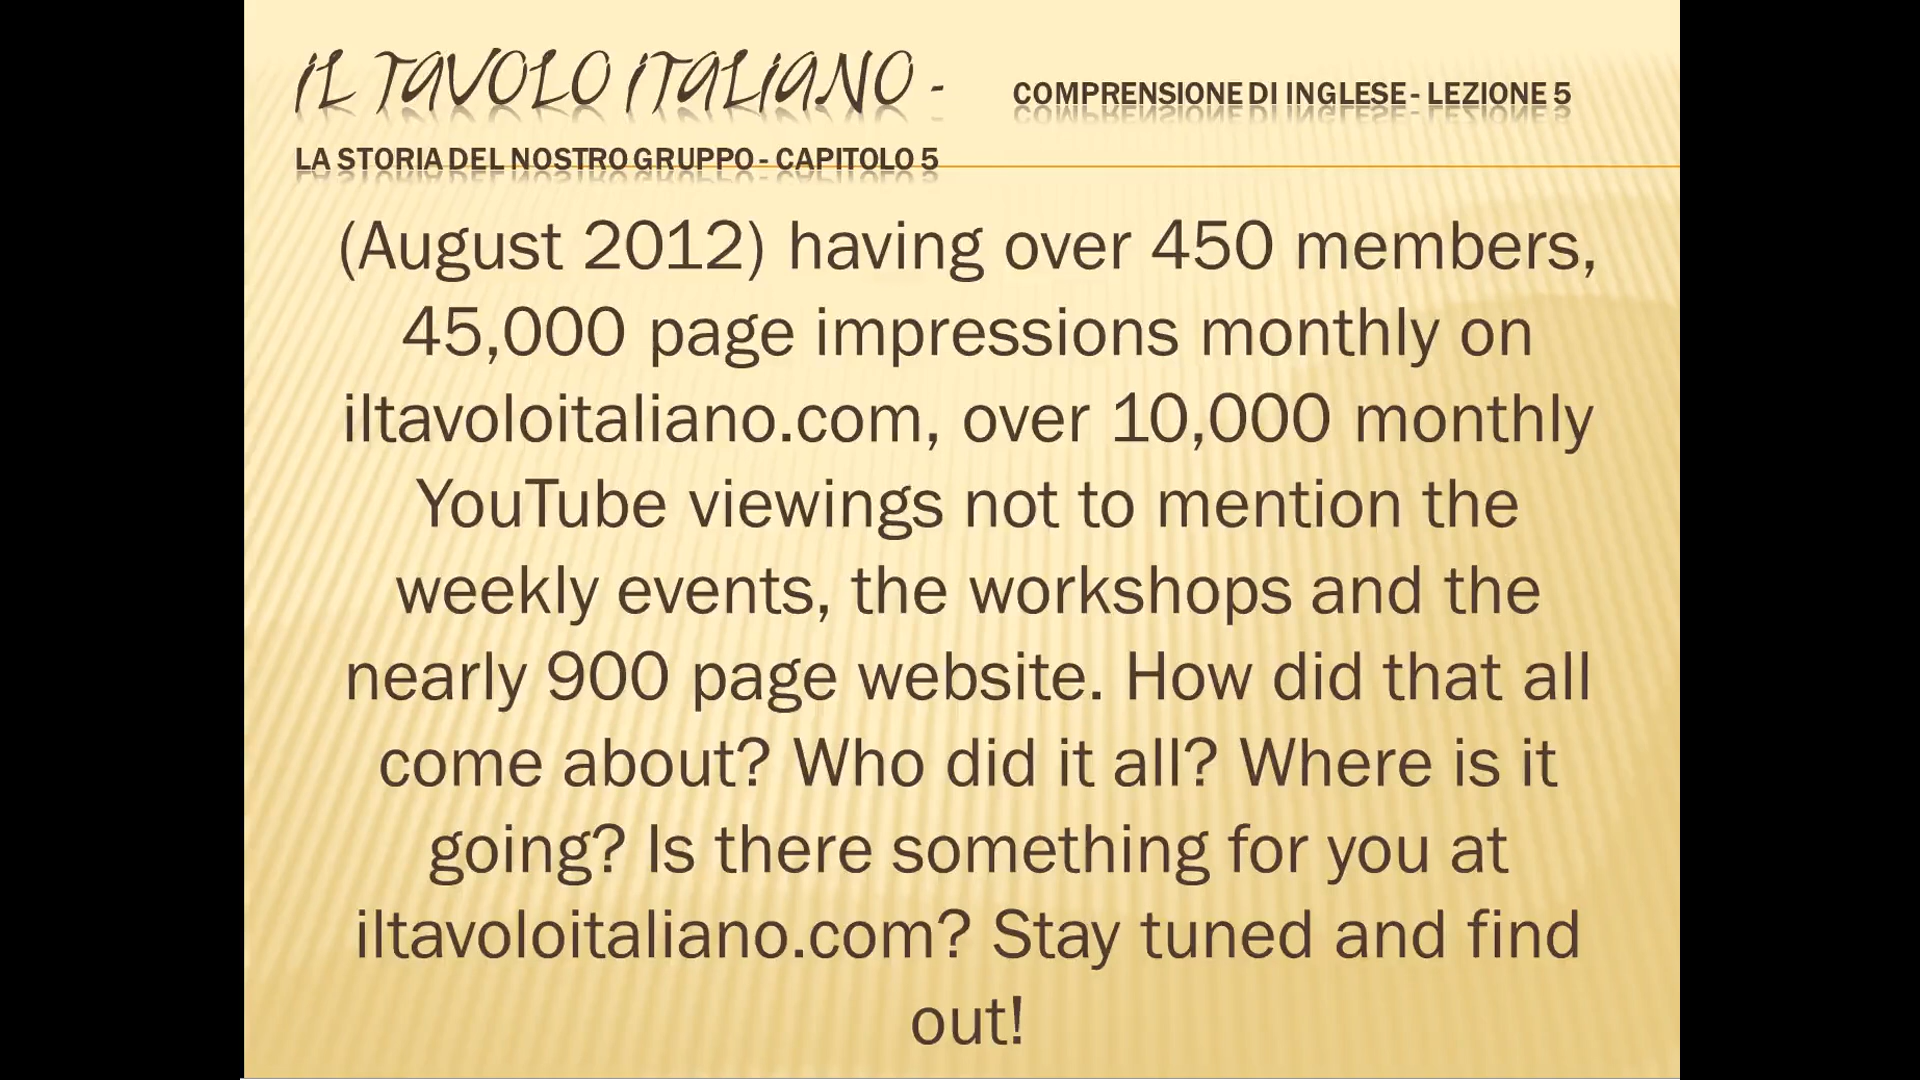 IL TAVOLO ITALIANO - COMPRENSIONE DI INGLESE - LEZIONE 5
LA STORIA DEL NOSTRO GRUPPO - CAPITOLO 5
(August 2012) having over 450 members,
45,000 page impressions monthly on
iltavoloitaliano.com, over 10,000 monthly
YouTube viewings not to mention the
weekly events, the workshops and the
nearly 900 page website. How did that all
come about? Who did it all? Where is it
going? Is there something for you at
iltavoloitaliano.com? Stay tuned and find
out!